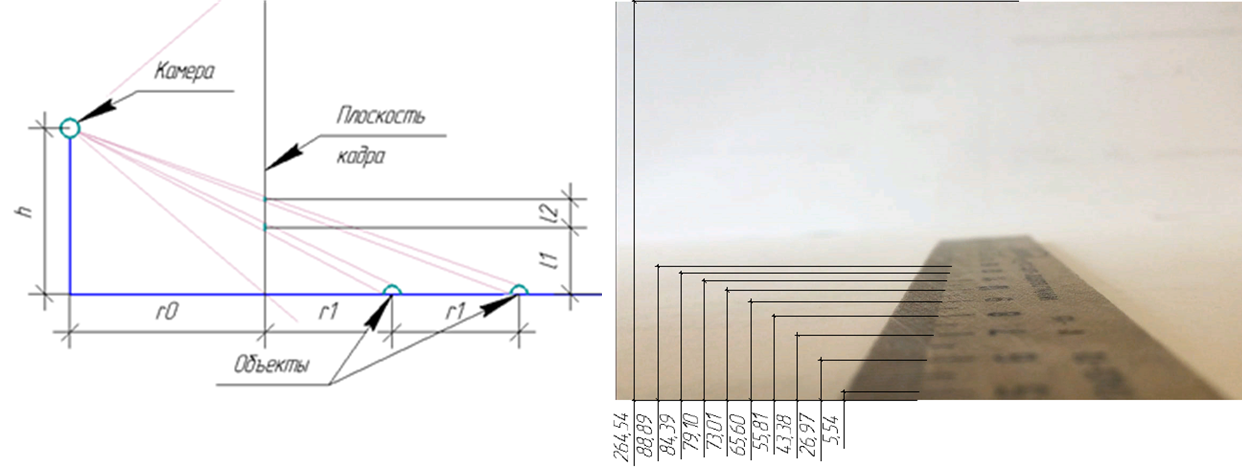 Камера
Плоскость
кадра
h
l2
l1
r0
r1
r1
Объекты
264,54
88,89
84,39
79,10
73,01
65,60
55,81
43,38
26,97
5,54